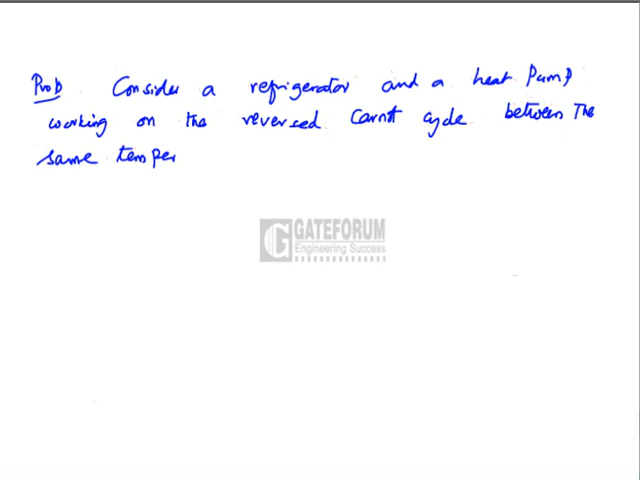 Prob Consider a refrigerator and a heat Pump
working on the reversed Carnot cycle between The
same temper
GATEFORUM
Engineering Success